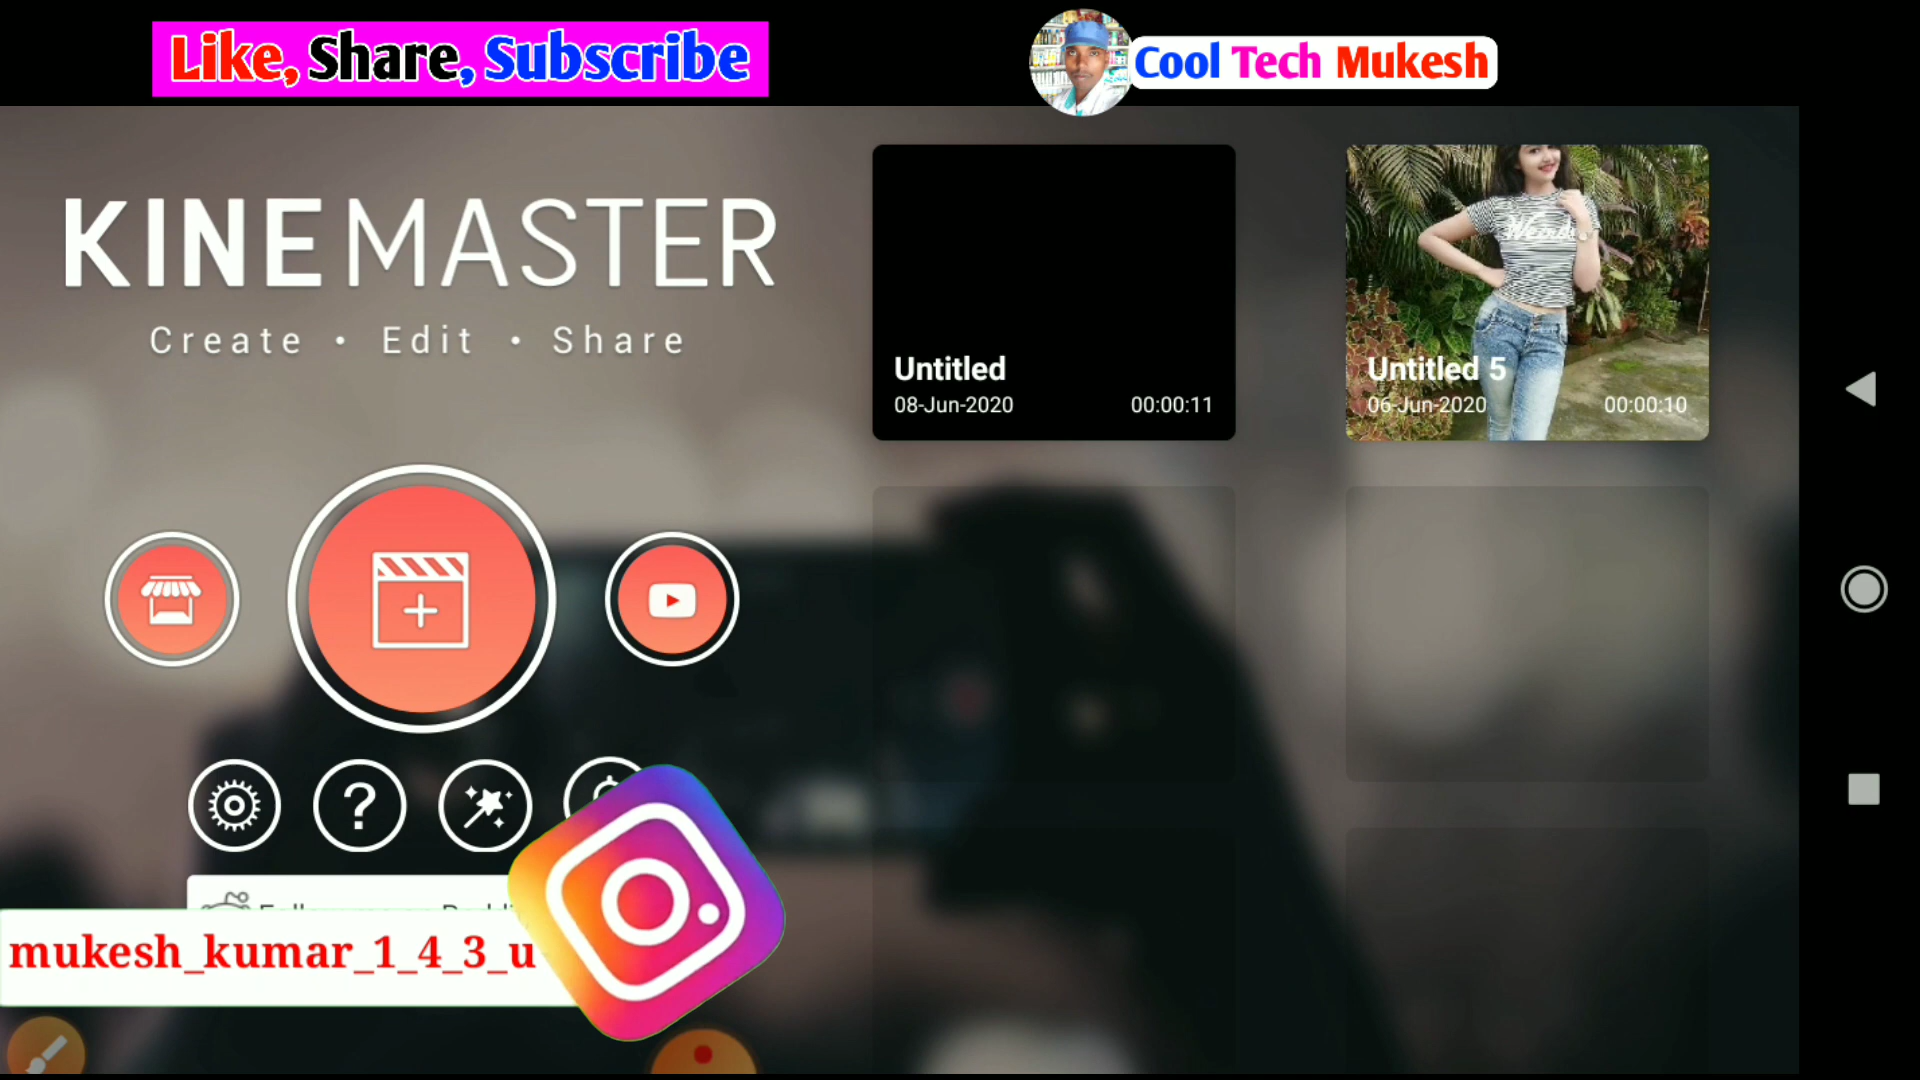 Like, Share, Subscribe
Cool Tech Mukesh
KINEMASTER
Create • Edit • Share
Untitled
08-Jun-2020 00:00:11
Untitled 5
06-Jun-2020 00:00:10
mukesh_kumar_1_4_3_u